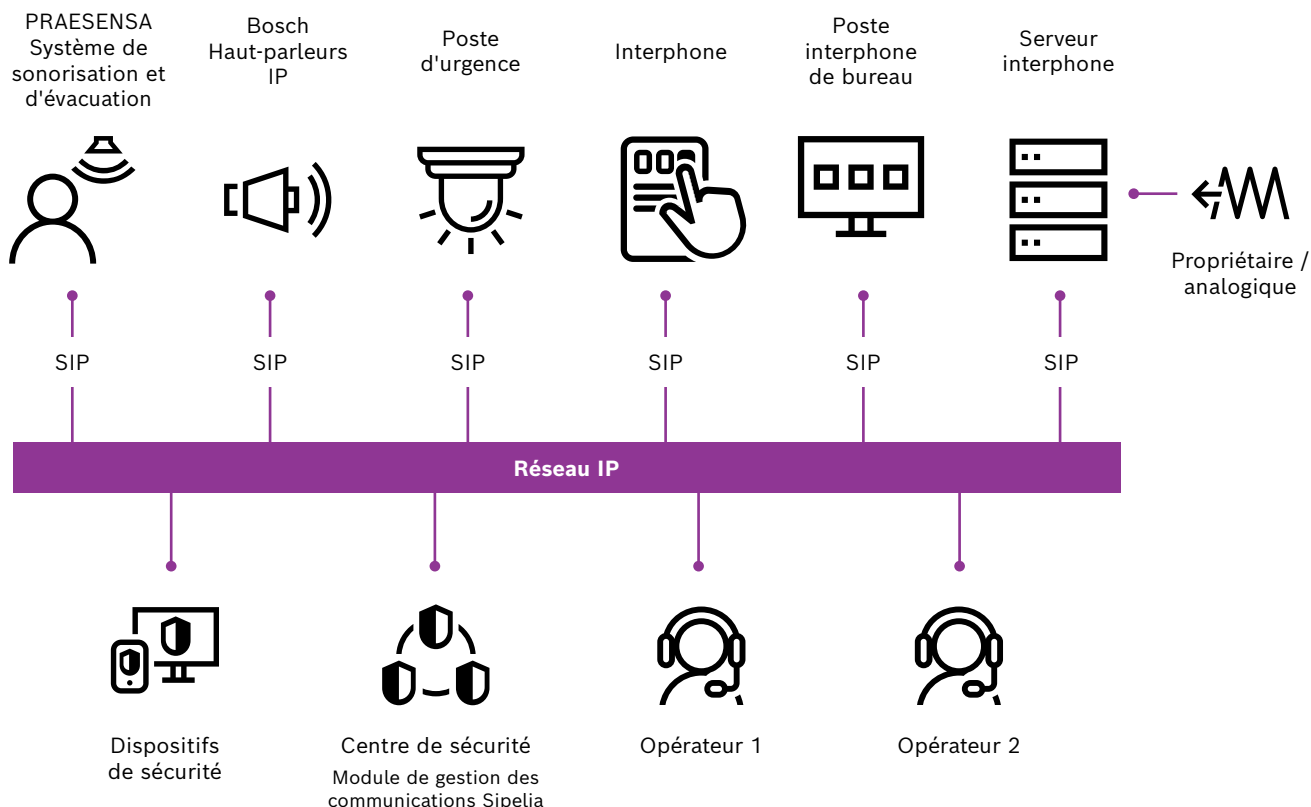 PRAESENSA
Système de
sonorisation et
d'évacuation
Bosch
Haut-parleurs
IP
Poste
d'urgence
Interphone
Poste
interphone
de bureau
Serveur
interphone
Propriétaire /
analogique
SIP
SIP
SIP
SIP
SIP
SIP
Réseau IP
Dispositifs
de sécurité
Centre de sécurité
Module de gestion des
communications Sipelia
Opérateur 1
Opérateur 2